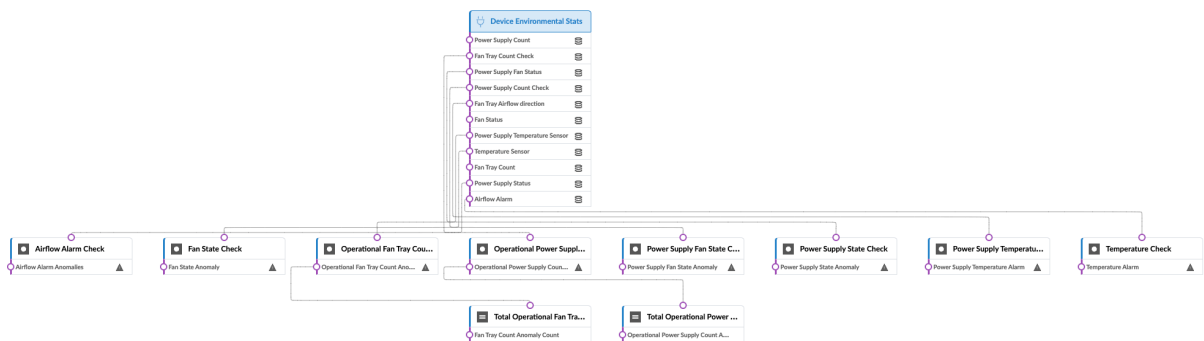 Device Environmental Stats
Power Supply Count
Fan Tray Count Check
Power Supply Fan Status
Power Supply Count Check
Fan Tray Airflow direction
Fan Status
Power Supply Temperature Sensor
Temperature Sensor
Fan Tray Count
Power Supply Status
Airflow Alarm
Airflow Alarm Check
Fan State Check
Operational Fan Tray Cou...
Operational Power Suppl...
Power Supply Fan State C...
Power Supply State Check
Power Supply Temperatu...
Temperature Check
Airflow Alarm Anomalies
Fan State Anomaly
Operational Fan Tray Count Ano....
Operational Power Supply Coun....
Power Supply Fan State Anomaly
Power Supply State Anomaly
Power Supply Temperature Alarm
Temperature Alarm
Total Operational Fan Tra...
Total Operational Power ...
Fan Tray Count Anomaly Count
Operational Power Supply Count A....